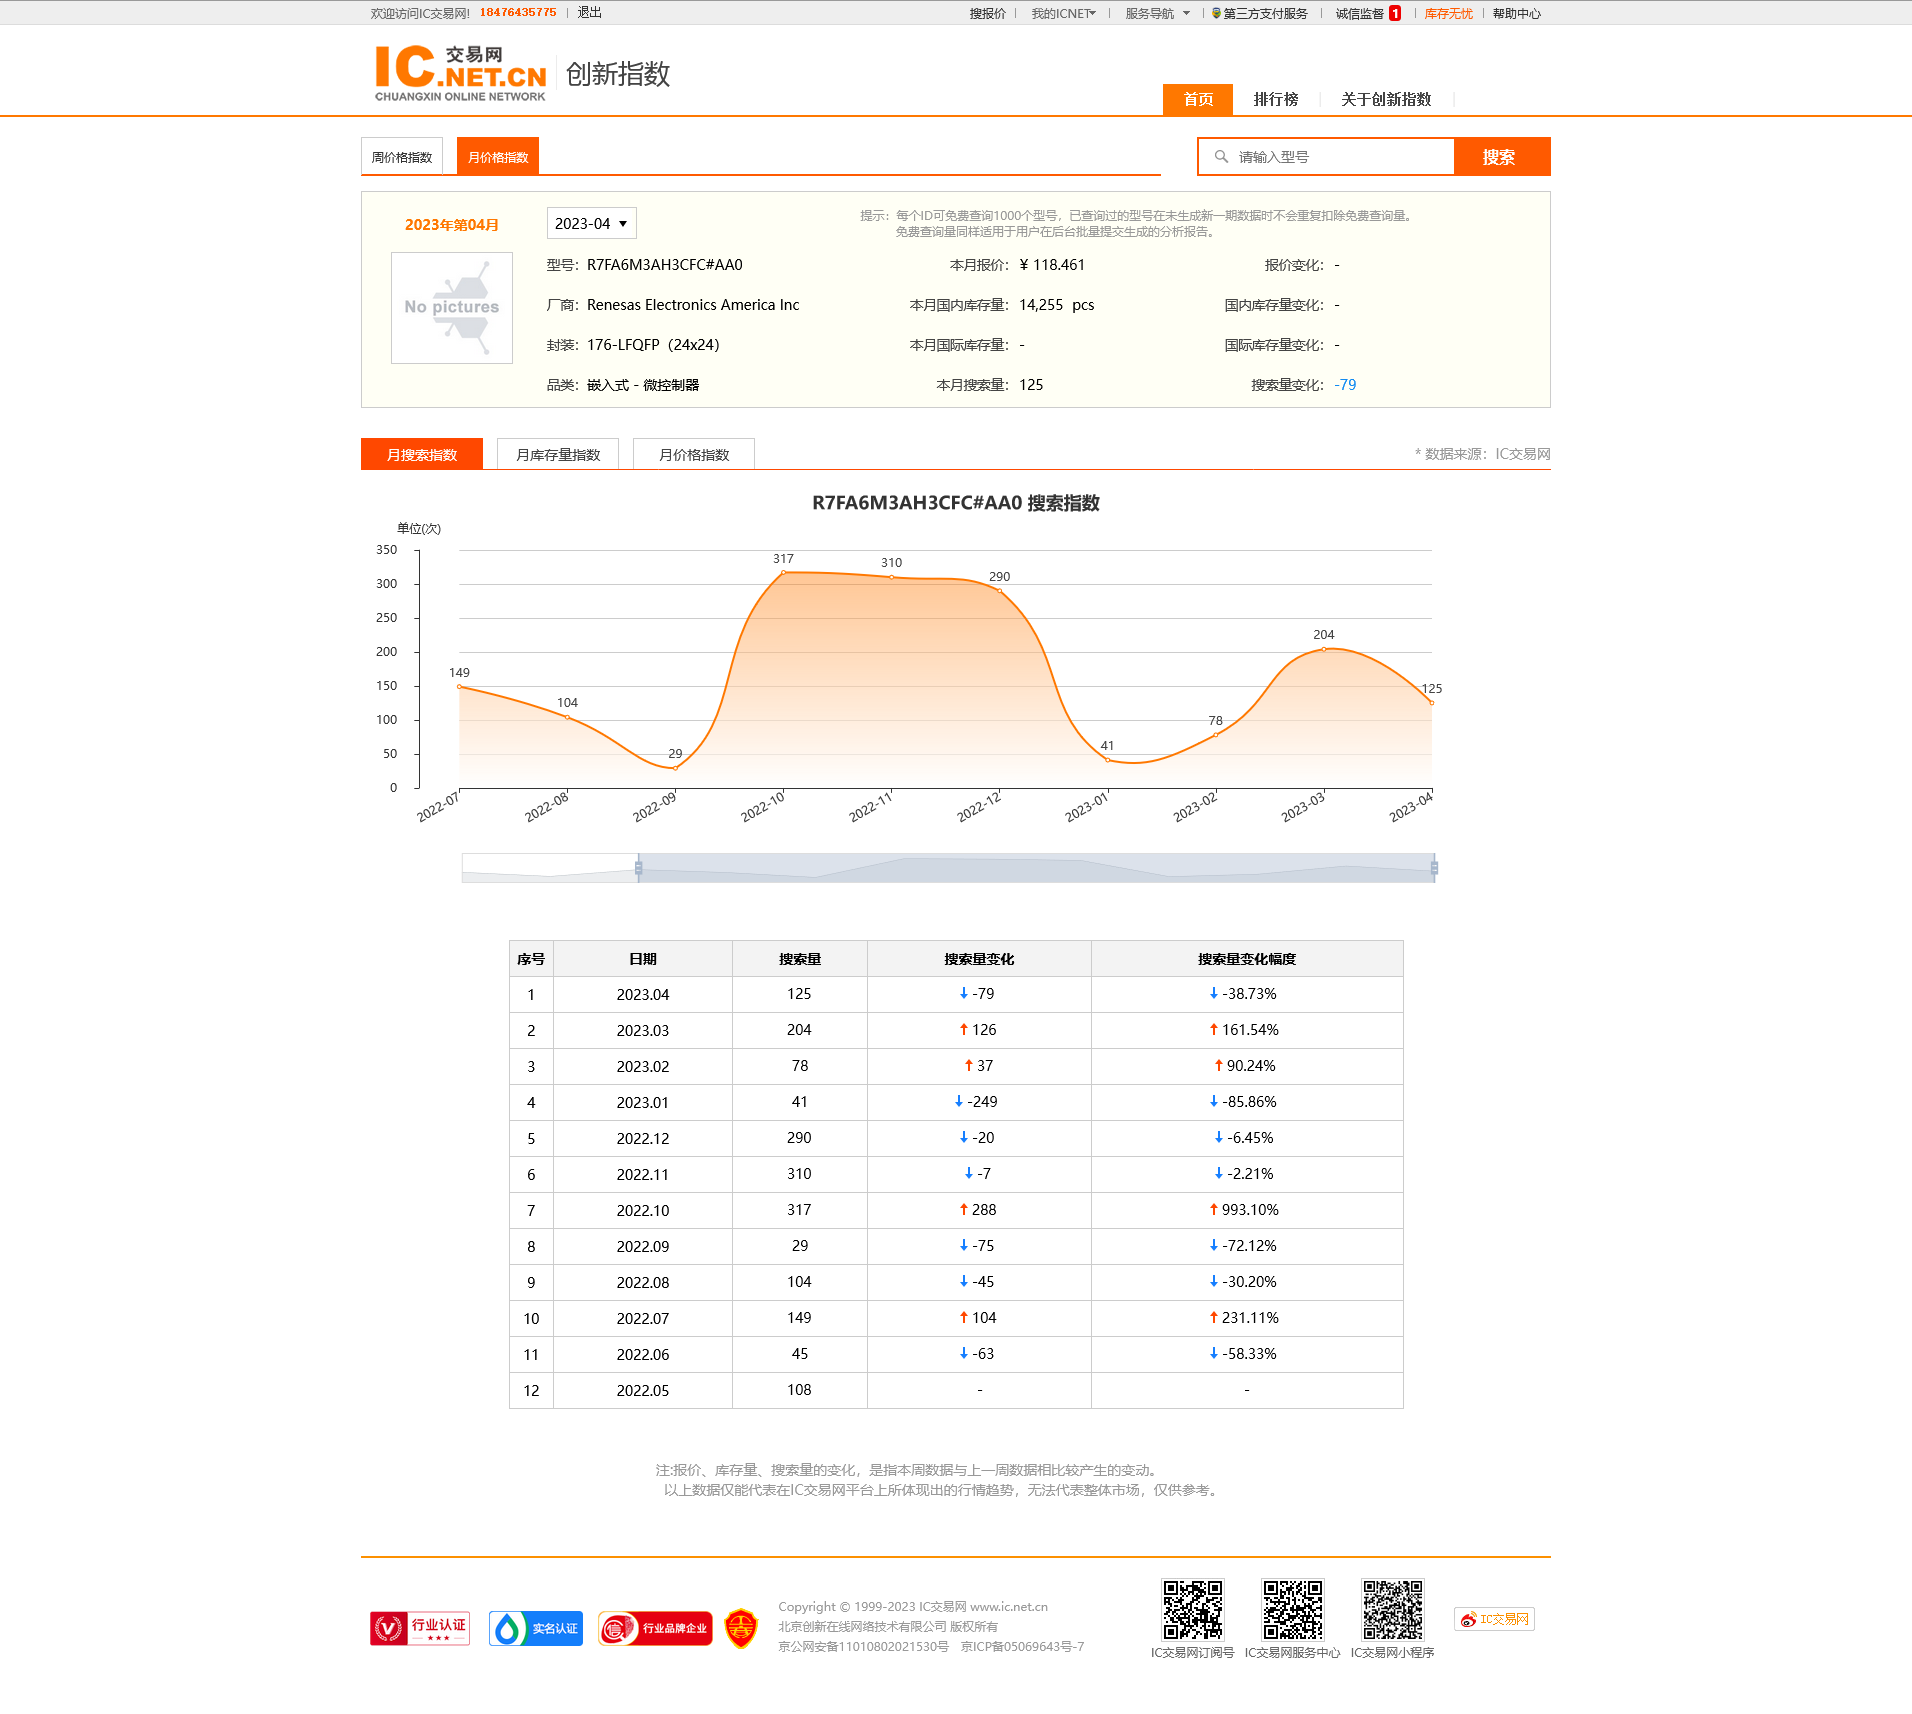 欢迎访问IC交易网! 18476435775 | 退出 搜报价 | 我的ICNET | 服务导航 | 第三方支付服务 | 诚信监督 1 | 库存无忧 | 帮助中心
IC交易网.NET.CN 创新指数
CHUANGXIN ONLINE NETWORK
首页 排行榜 关于创新指数
周价格指数 月价格指数 请输入型号 搜索
2023年第04月 2023-04 提示：每个ID可免费查询1000个型号，已查询过的型号在未生成新一期数据时不会重复扣除免费查询量。
免费查询量同样适用于用户在后台批量提交生成的分析报告。
No pictures
型号：R7FA6M3AH3CFC#AA0 本月报价：¥ 118.461 报价变化：-
厂商：Renesas Electronics America Inc 本月国内库存量：14,255 pcs 国内库存量变化：-
封装：176-LFQFP（24x24） 本月国际库存量：- 国际库存量变化：-
品类：嵌入式 - 微控制器 本月搜索量：125 搜索量变化：-79
月搜索指数 月库存量指数 月价格指数 * 数据来源：IC交易网
R7FA6M3AH3CFC#AA0 搜索指数
单位(次)
350
300
250
200
150
100
50
0
149 104 29 317 310 290 41 78 204 125
2022-07 2022-08 2022-09 2022-10 2022-11 2022-12 2023-01 2023-02 2023-03 2023-04
序号 日期 搜索量 搜索量变化 搜索量变化幅度
1 2023.04 125 ↓ -79 ↓ -38.73%
2 2023.03 204 ↑ 126 ↑ 161.54%
3 2023.02 78 ↑ 37 ↑ 90.24%
4 2023.01 41 ↓ -249 ↓ -85.86%
5 2022.12 290 ↓ -20 ↓ -6.45%
6 2022.11 310 ↓ -7 ↓ -2.21%
7 2022.10 317 ↑ 288 ↑ 993.10%
8 2022.09 29 ↓ -75 ↓ -72.12%
9 2022.08 104 ↓ -45 ↓ -30.20%
10 2022.07 149 ↑ 104 ↑ 231.11%
11 2022.06 45 ↓ -63 ↓ -58.33%
12 2022.05 108 - -
注:报价、库存量、搜索量的变化，是指本周数据与上一周数据相比较产生的变动。
以上数据仅能代表在IC交易网平台上所体现出的行情趋势，无法代表整体市场，仅供参考。
行业认证 实名认证 行业品牌企业
Copyright © 1999-2023 IC交易网 www.ic.net.cn
北京创新在线网络技术有限公司 版权所有
京公网安备11010802021530号 京ICP备05069643号-7
IC交易网订阅号 IC交易网服务中心 IC交易网小程序
IC交易网